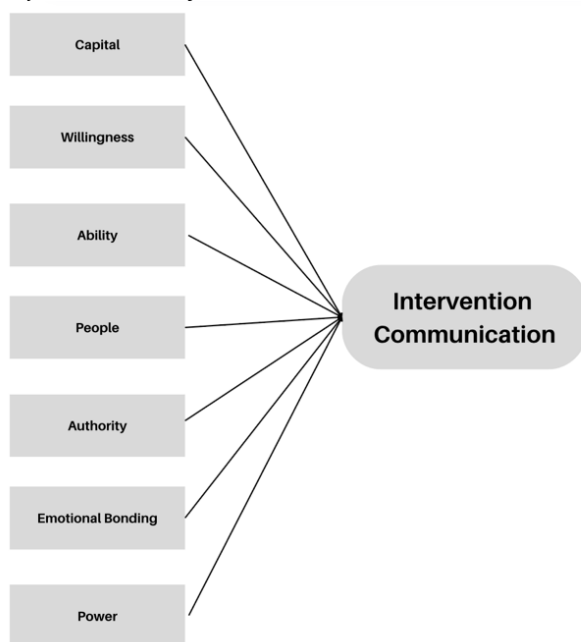 Capital
Willingness
Ability
People
Authority
Emotional Bonding
Power
Intervention
Communication